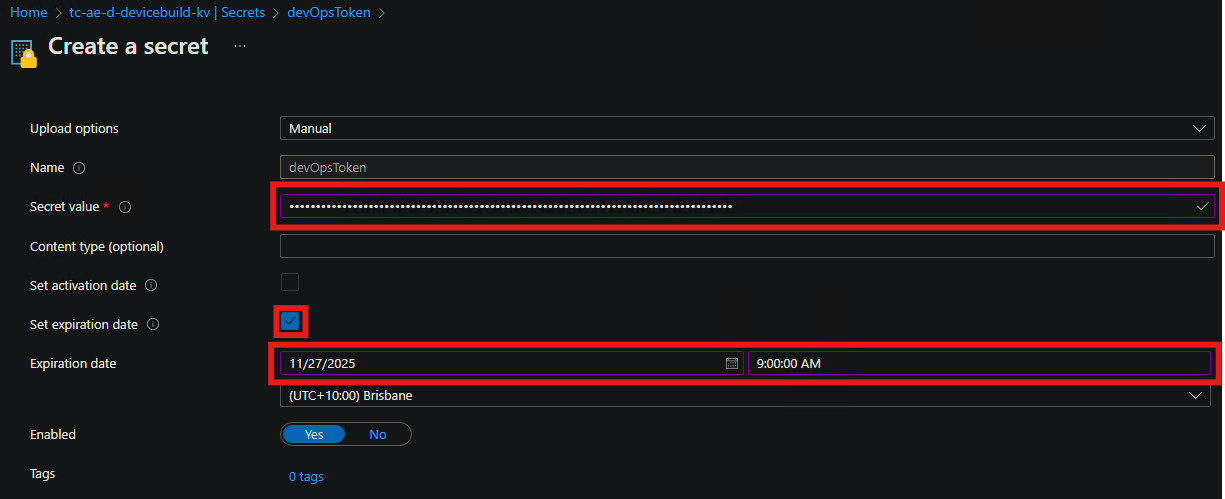 Home > tc-ae-d-devicebuild-kv | Secrets > devOpsToken >
Create a secret ...
Upload options Manual
Name devOpsToken
Secret value *
Content type (optional)
Set activation date
Set expiration date
Expiration date 11/27/2025 9:00:00 AM
(UTC+10:00) Brisbane
Enabled Yes No
Tags 0 tags